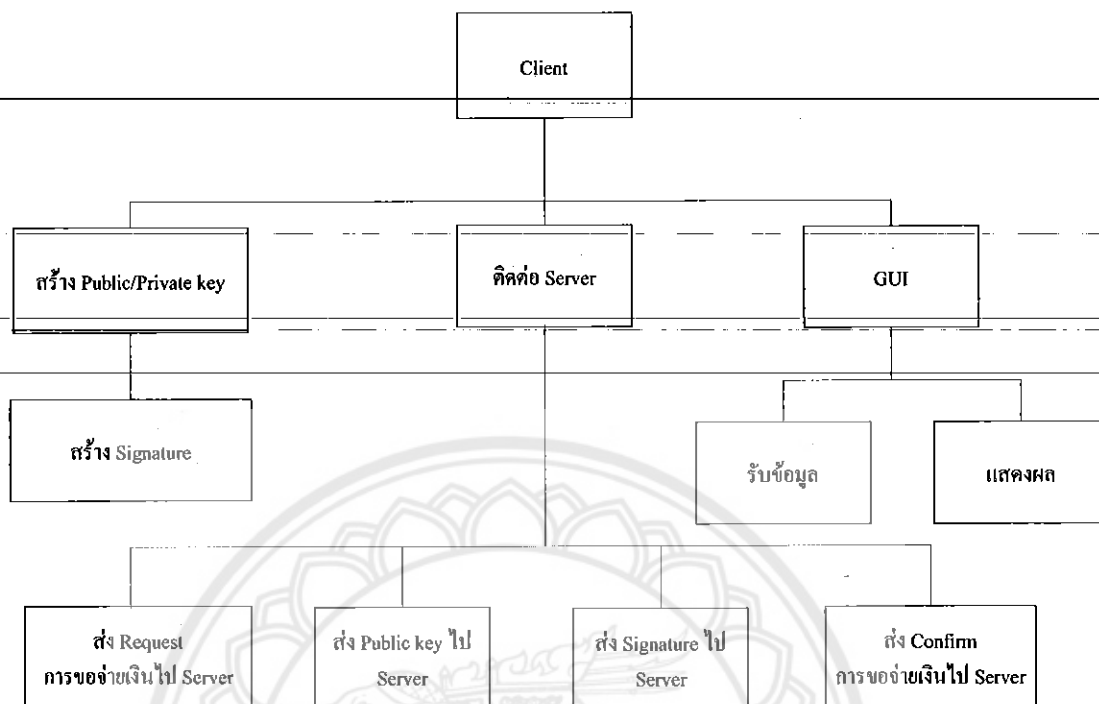 Client
สร้าง Public/Private key
ติดต่อ Server
GUI
สร้าง Signature
รับข้อมูล
แสดงผล
ส่ง Request
การขอจ่ายเงินไป Server
ส่ง Public key ไป
Server
ส่ง Signature ไป
Server
ส่ง Confirm
การขอจ่ายเงินไป Server